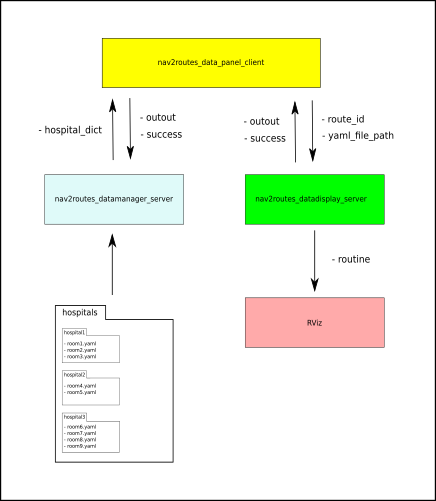 nav2routes_data_panel_client
- hospital_dict
- outout
- success
- outout
- success
- route_id
- yaml_file_path
nav2routes_datamanager_server
nav2routes_datadisplay_server
- routine
RViz
hospitals
hospital1
- room1.yaml
- room2.yaml
- room3.yaml
hospital2
- room4.yaml
- room5.yaml
hospital3
- room6.yaml
- room7.yaml
- room8.yaml
- room9.yaml